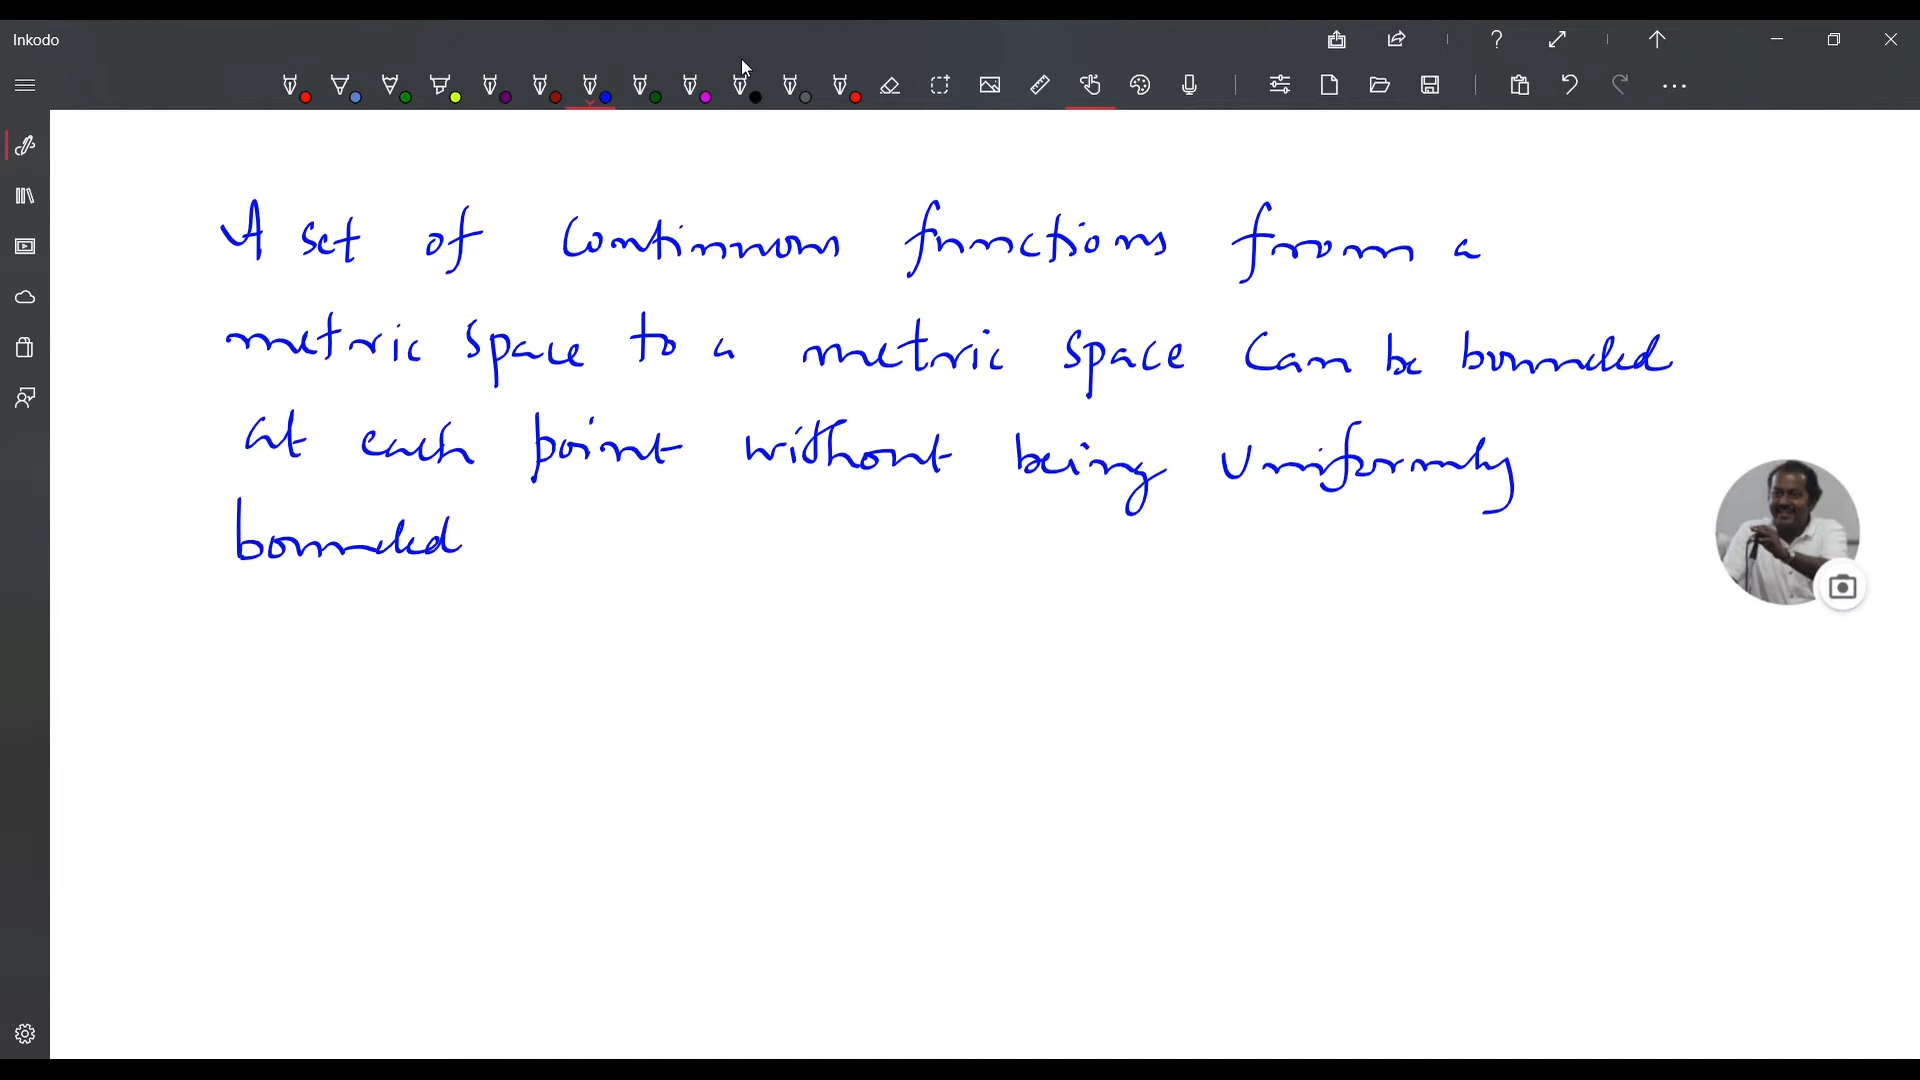 Inkodo
A set of continuous functions from a
metric space to a metric space can be bounded
at each point without being uniformly
bounded